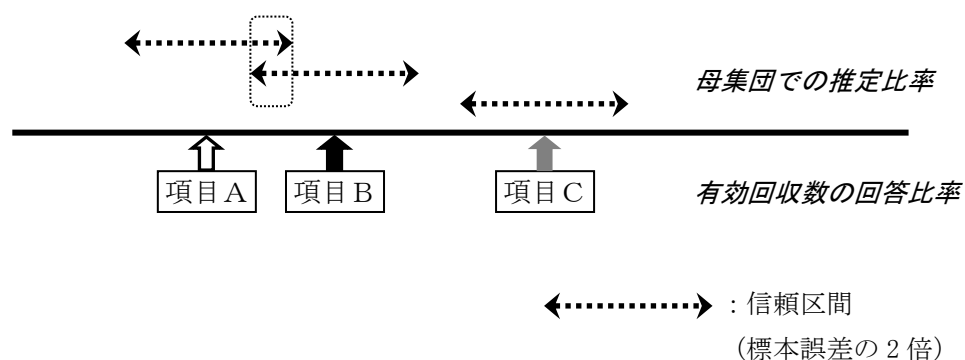 母集団での推定比率
項目A
項目B
項目C
有効回収数の回答比率
：信頼区間
（標本誤差の２倍）